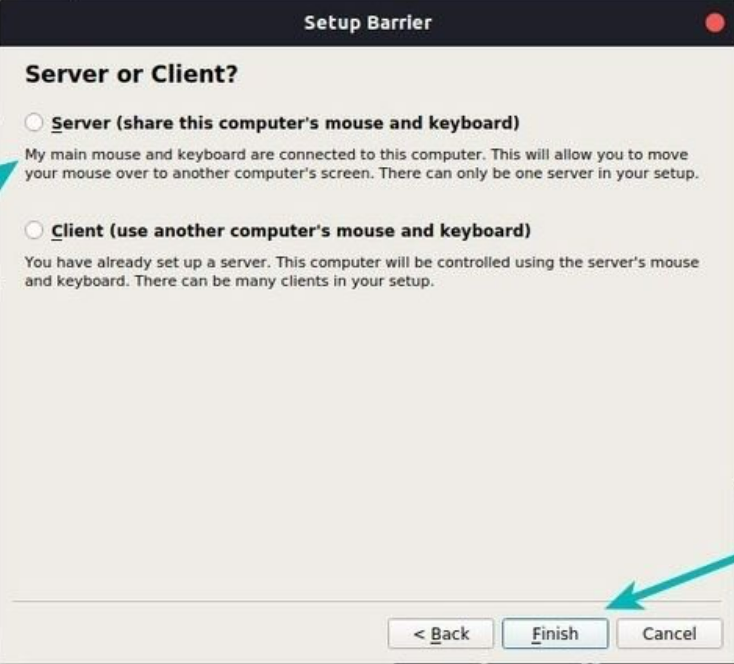 Setup Barrier
Server or Client?
Server (share this computer's mouse and keyboard)
My main mouse and keyboard are connected to this computer. This will allow you to move
your mouse over to another computer's screen. There can only be one server in your setup.
Client (use another computer's mouse and keyboard)
You have already set up a server. This computer will be controlled using the server's mouse
and keyboard. There can be many clients in your setup.
< Back Finish Cancel